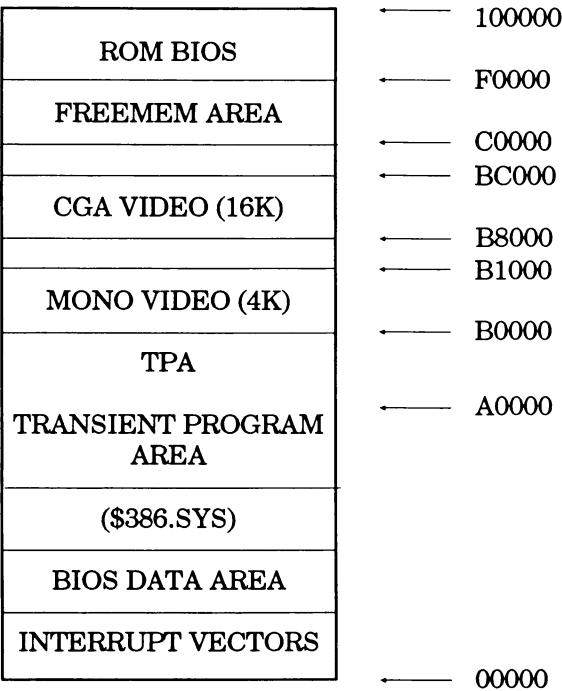 100000
ROM BIOS
F0000
FREEMEM AREA
C0000
BC000
CGA VIDEO (16K)
B8000
B1000
MONO VIDEO (4K)
B0000
TPA
A0000
TRANSIENT PROGRAM
AREA
($386.SYS)
BIOS DATA AREA
INTERRUPT VECTORS
00000